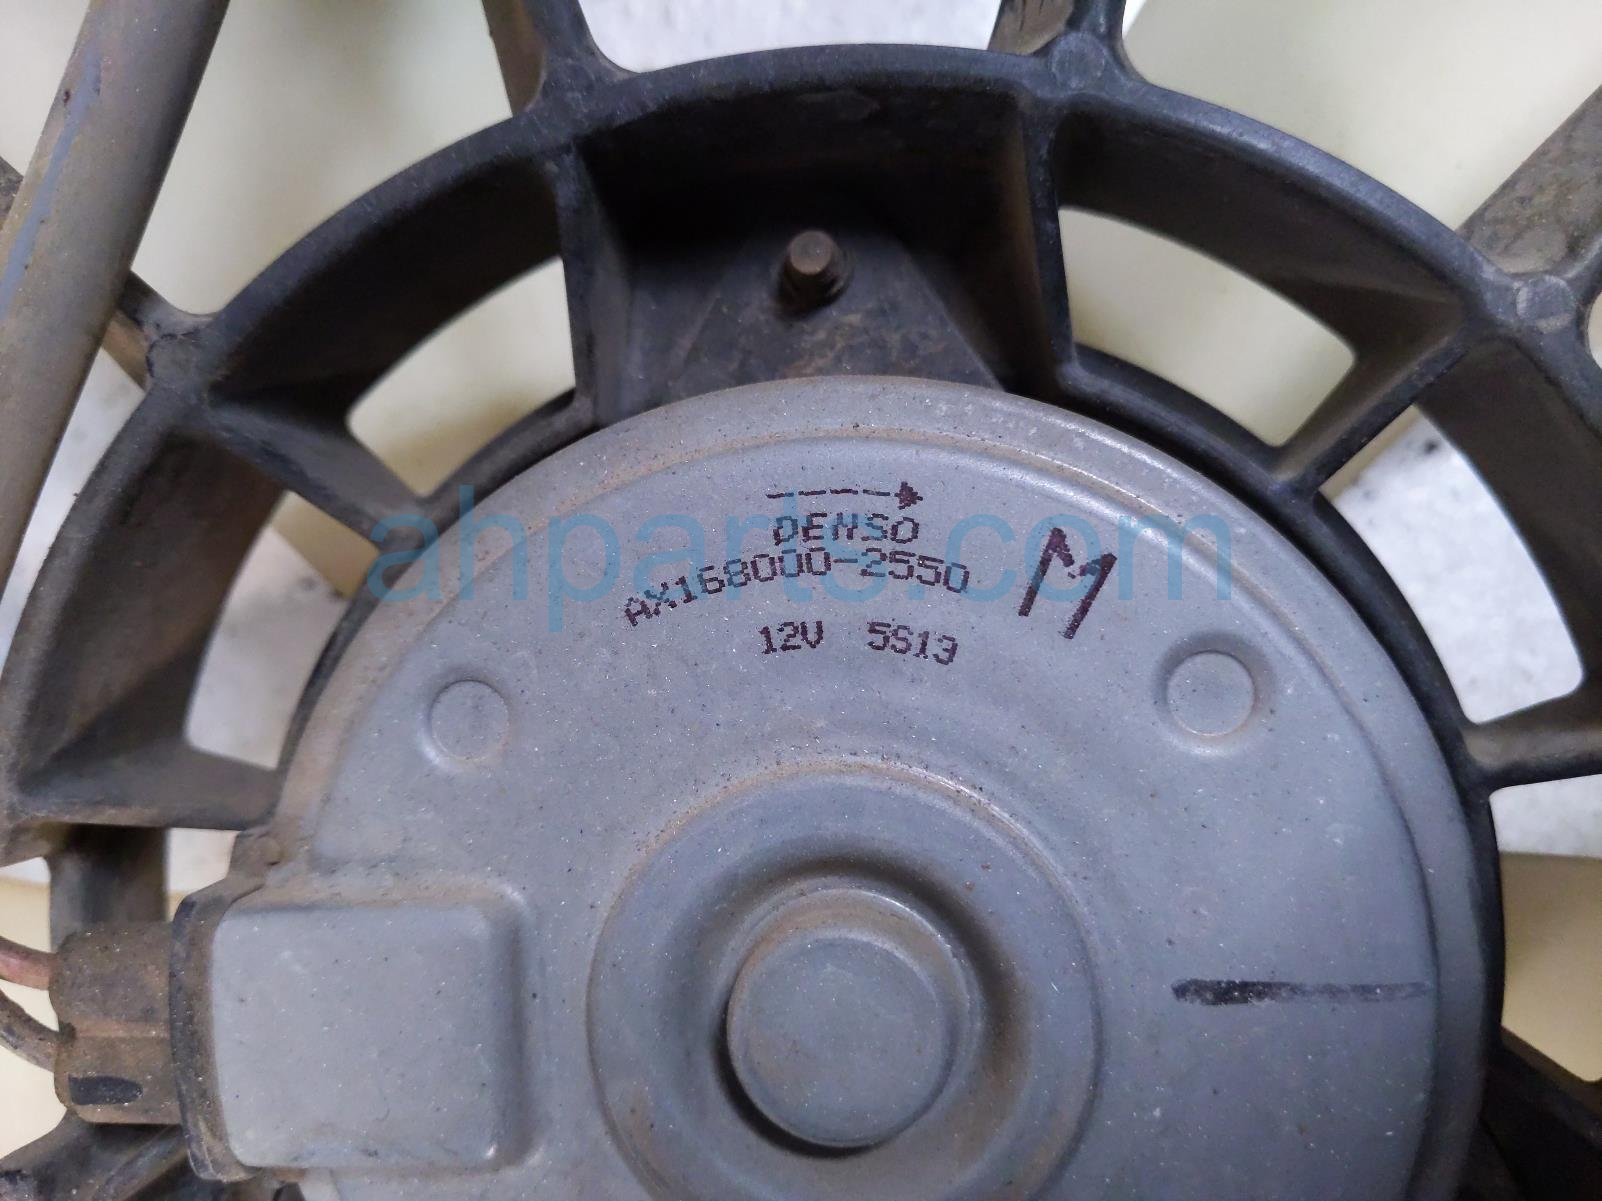 DENSO
AX168000-2550
12V 5S13
M
ahparts.com